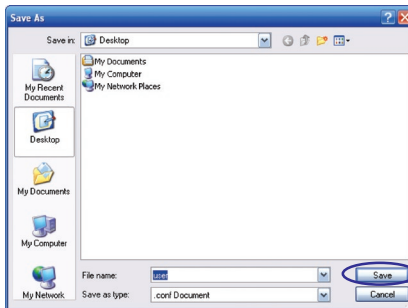 Save As
Save in: Desktop
My Documents
My Computer
My Network Places
My Recent
Documents
Desktop
My Documents
My Computer
My Network
File name: user
Save as type: .conf Document
Save
Cancel